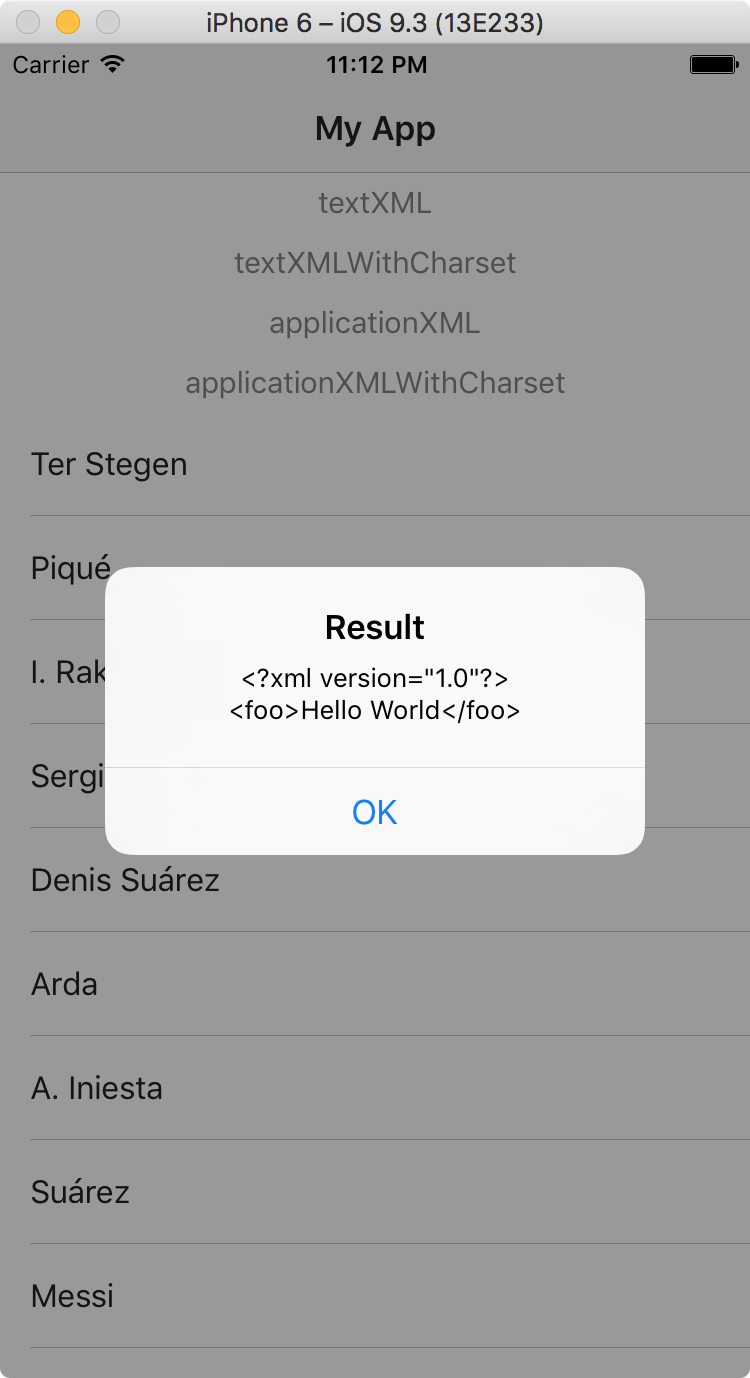 iPhone 6 – iOS 9.3 (13E233)
Carrier 11:12 PM
My App
textXML
textXMLWithCharset
applicationXML
applicationXMLWithCharset
Ter Stegen
Piqué
I. Rak
Sergi
Result
<?xml version="1.0"?>
<foo>Hello World</foo>
OK
Denis Suárez
Arda
A. Iniesta
Suárez
Messi